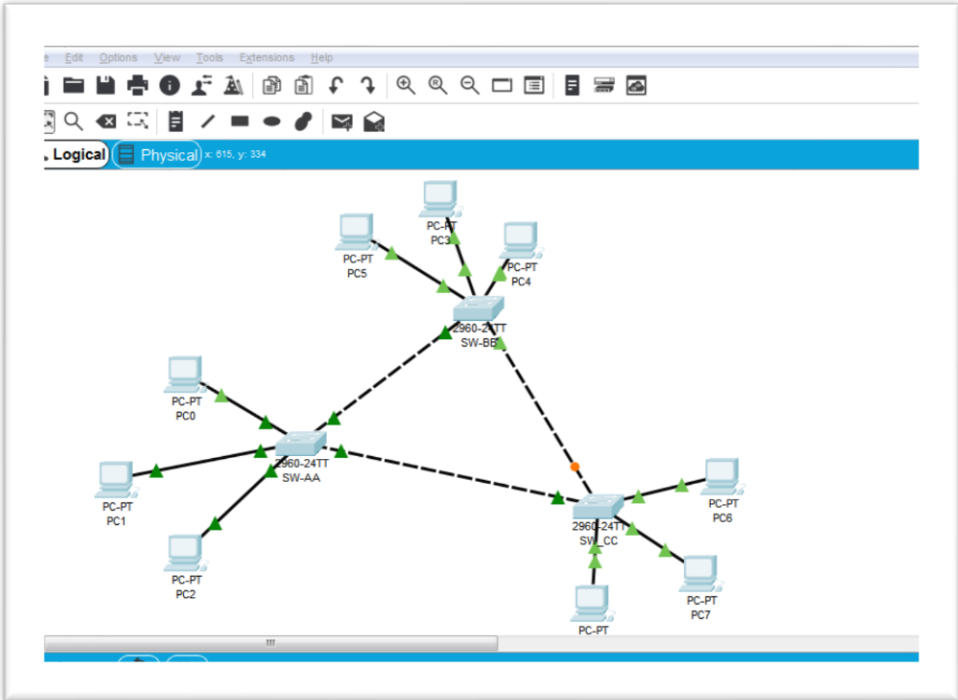 Edit Options View Tools Extensions Help
Logical Physical x: 615, y: 334
PC-PT
PC3
PC-PT
PC5
PC-PT
PC4
2960-24TT
SW-BB
PC-PT
PC0
2960-24TT
SW-AA
PC-PT
PC1
PC-PT
PC6
2960-24TT
SW_CC
PC-PT
PC2
PC-PT
PC7
PC-PT